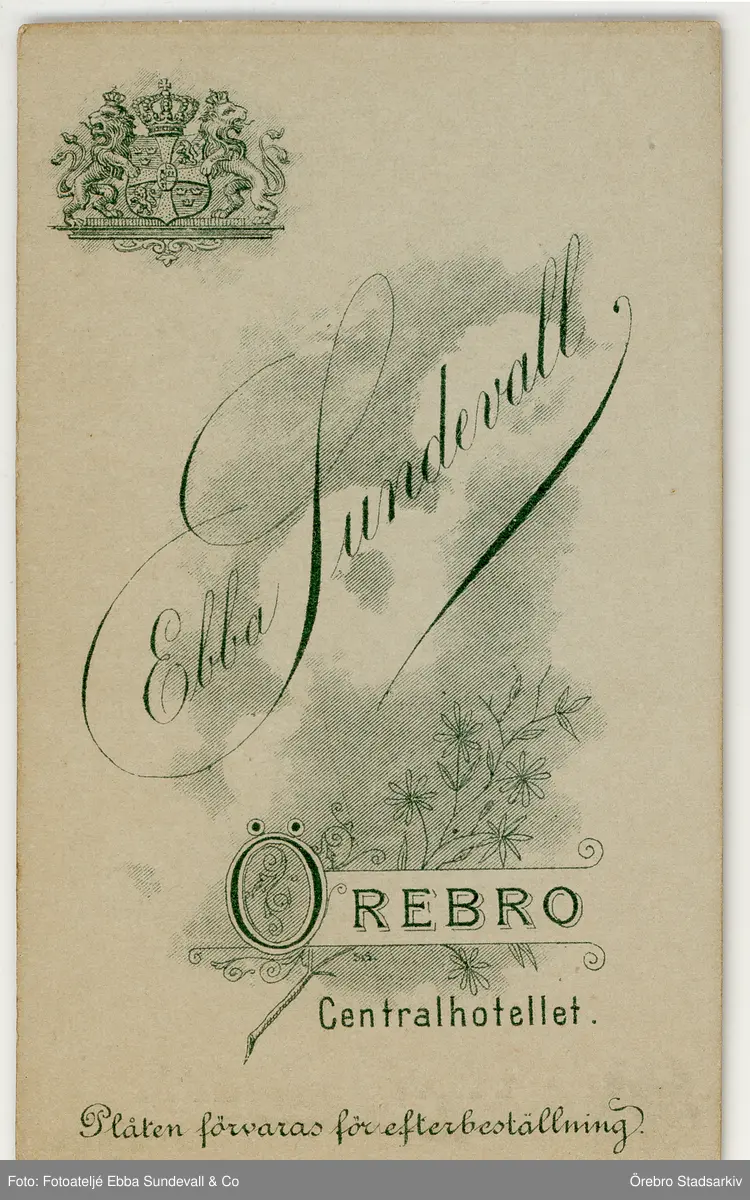 Ebba Sundevall
ÖREBRO
Centralhotellet.
Plåten förvaras för efterbeställning.
Foto: Fotoateljé Ebba Sundevall & Co
Örebro Stadsarkiv